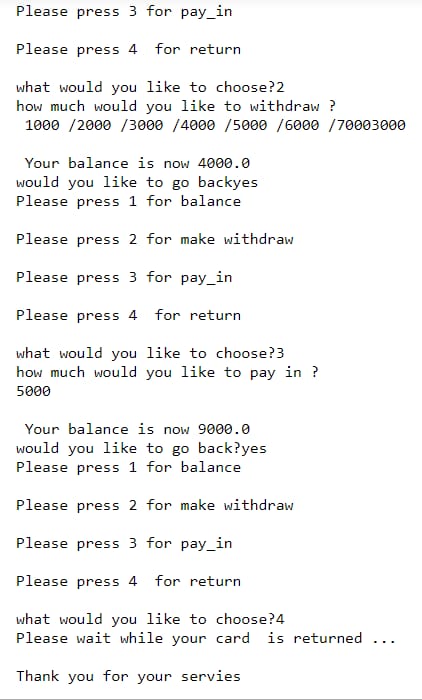 Please press 3 for pay_in
Please press 4  for return
what would you like to choose?2
how much would you like to withdraw ?
 1000 /2000 /3000 /4000 /5000 /6000 /70003000
 Your balance is now 4000.0
would you like to go backyes
Please press 1 for balance
Please press 2 for make withdraw
Please press 3 for pay_in
Please press 4  for return
what would you like to choose?3
how much would you like to pay in ?
5000
 Your balance is now 9000.0
would you like to go back?yes
Please press 1 for balance
Please press 2 for make withdraw
Please press 3 for pay_in
Please press 4  for return
what would you like to choose?4
Please wait while your card  is returned ...
Thank you for your servies